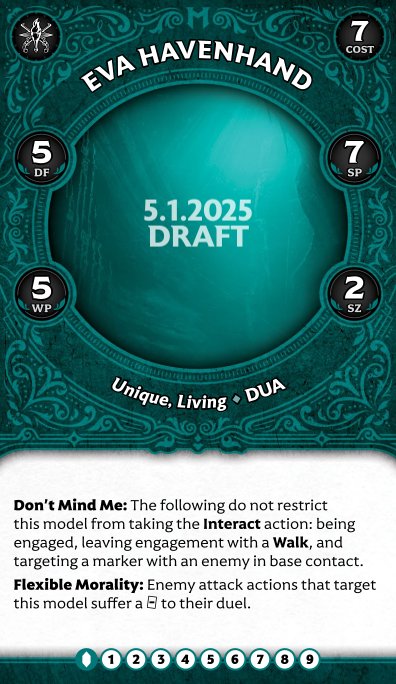 7
COST
EVA HAVENHAND
5
DF
7
SP
5.1.2025
DRAFT
5
WP
2
SZ
Unique, Living ⬥ DUA
Don't Mind Me: The following do not restrict
this model from taking the Interact action: being
engaged, leaving engagement with a Walk, and
targeting a marker with an enemy in base contact.
Flexible Morality: Enemy attack actions that target
this model suffer a ⊟ to their duel.
1 2 3 4 5 6 7 8 9